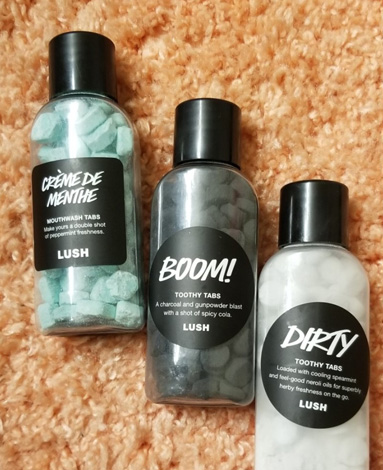 CRÈME DE
MENTHE
MOUTHWASH TABS
Make yours a double shot
of peppermint freshness.
LUSH
BOOM!
TOOTHY TABS
A charcoal and gunpowder blast
with a shot of spicy cola.
LUSH
DIRTY
TOOTHY TABS
Loaded with cooling spearmint
and feel-good neroli oils for superbly
herby freshness on the go.
LUSH